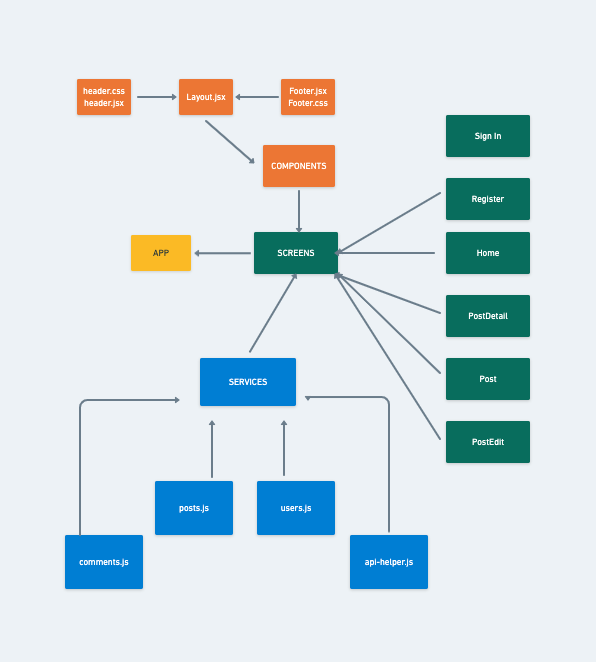 header.css
header.jsx
Layout.jsx
Footer.jsx
Footer.css
Sign In
COMPONENTS
Register
APP
SCREENS
Home
PostDetail
SERVICES
Post
PostEdit
posts.js
users.js
comments.js
api-helper.js